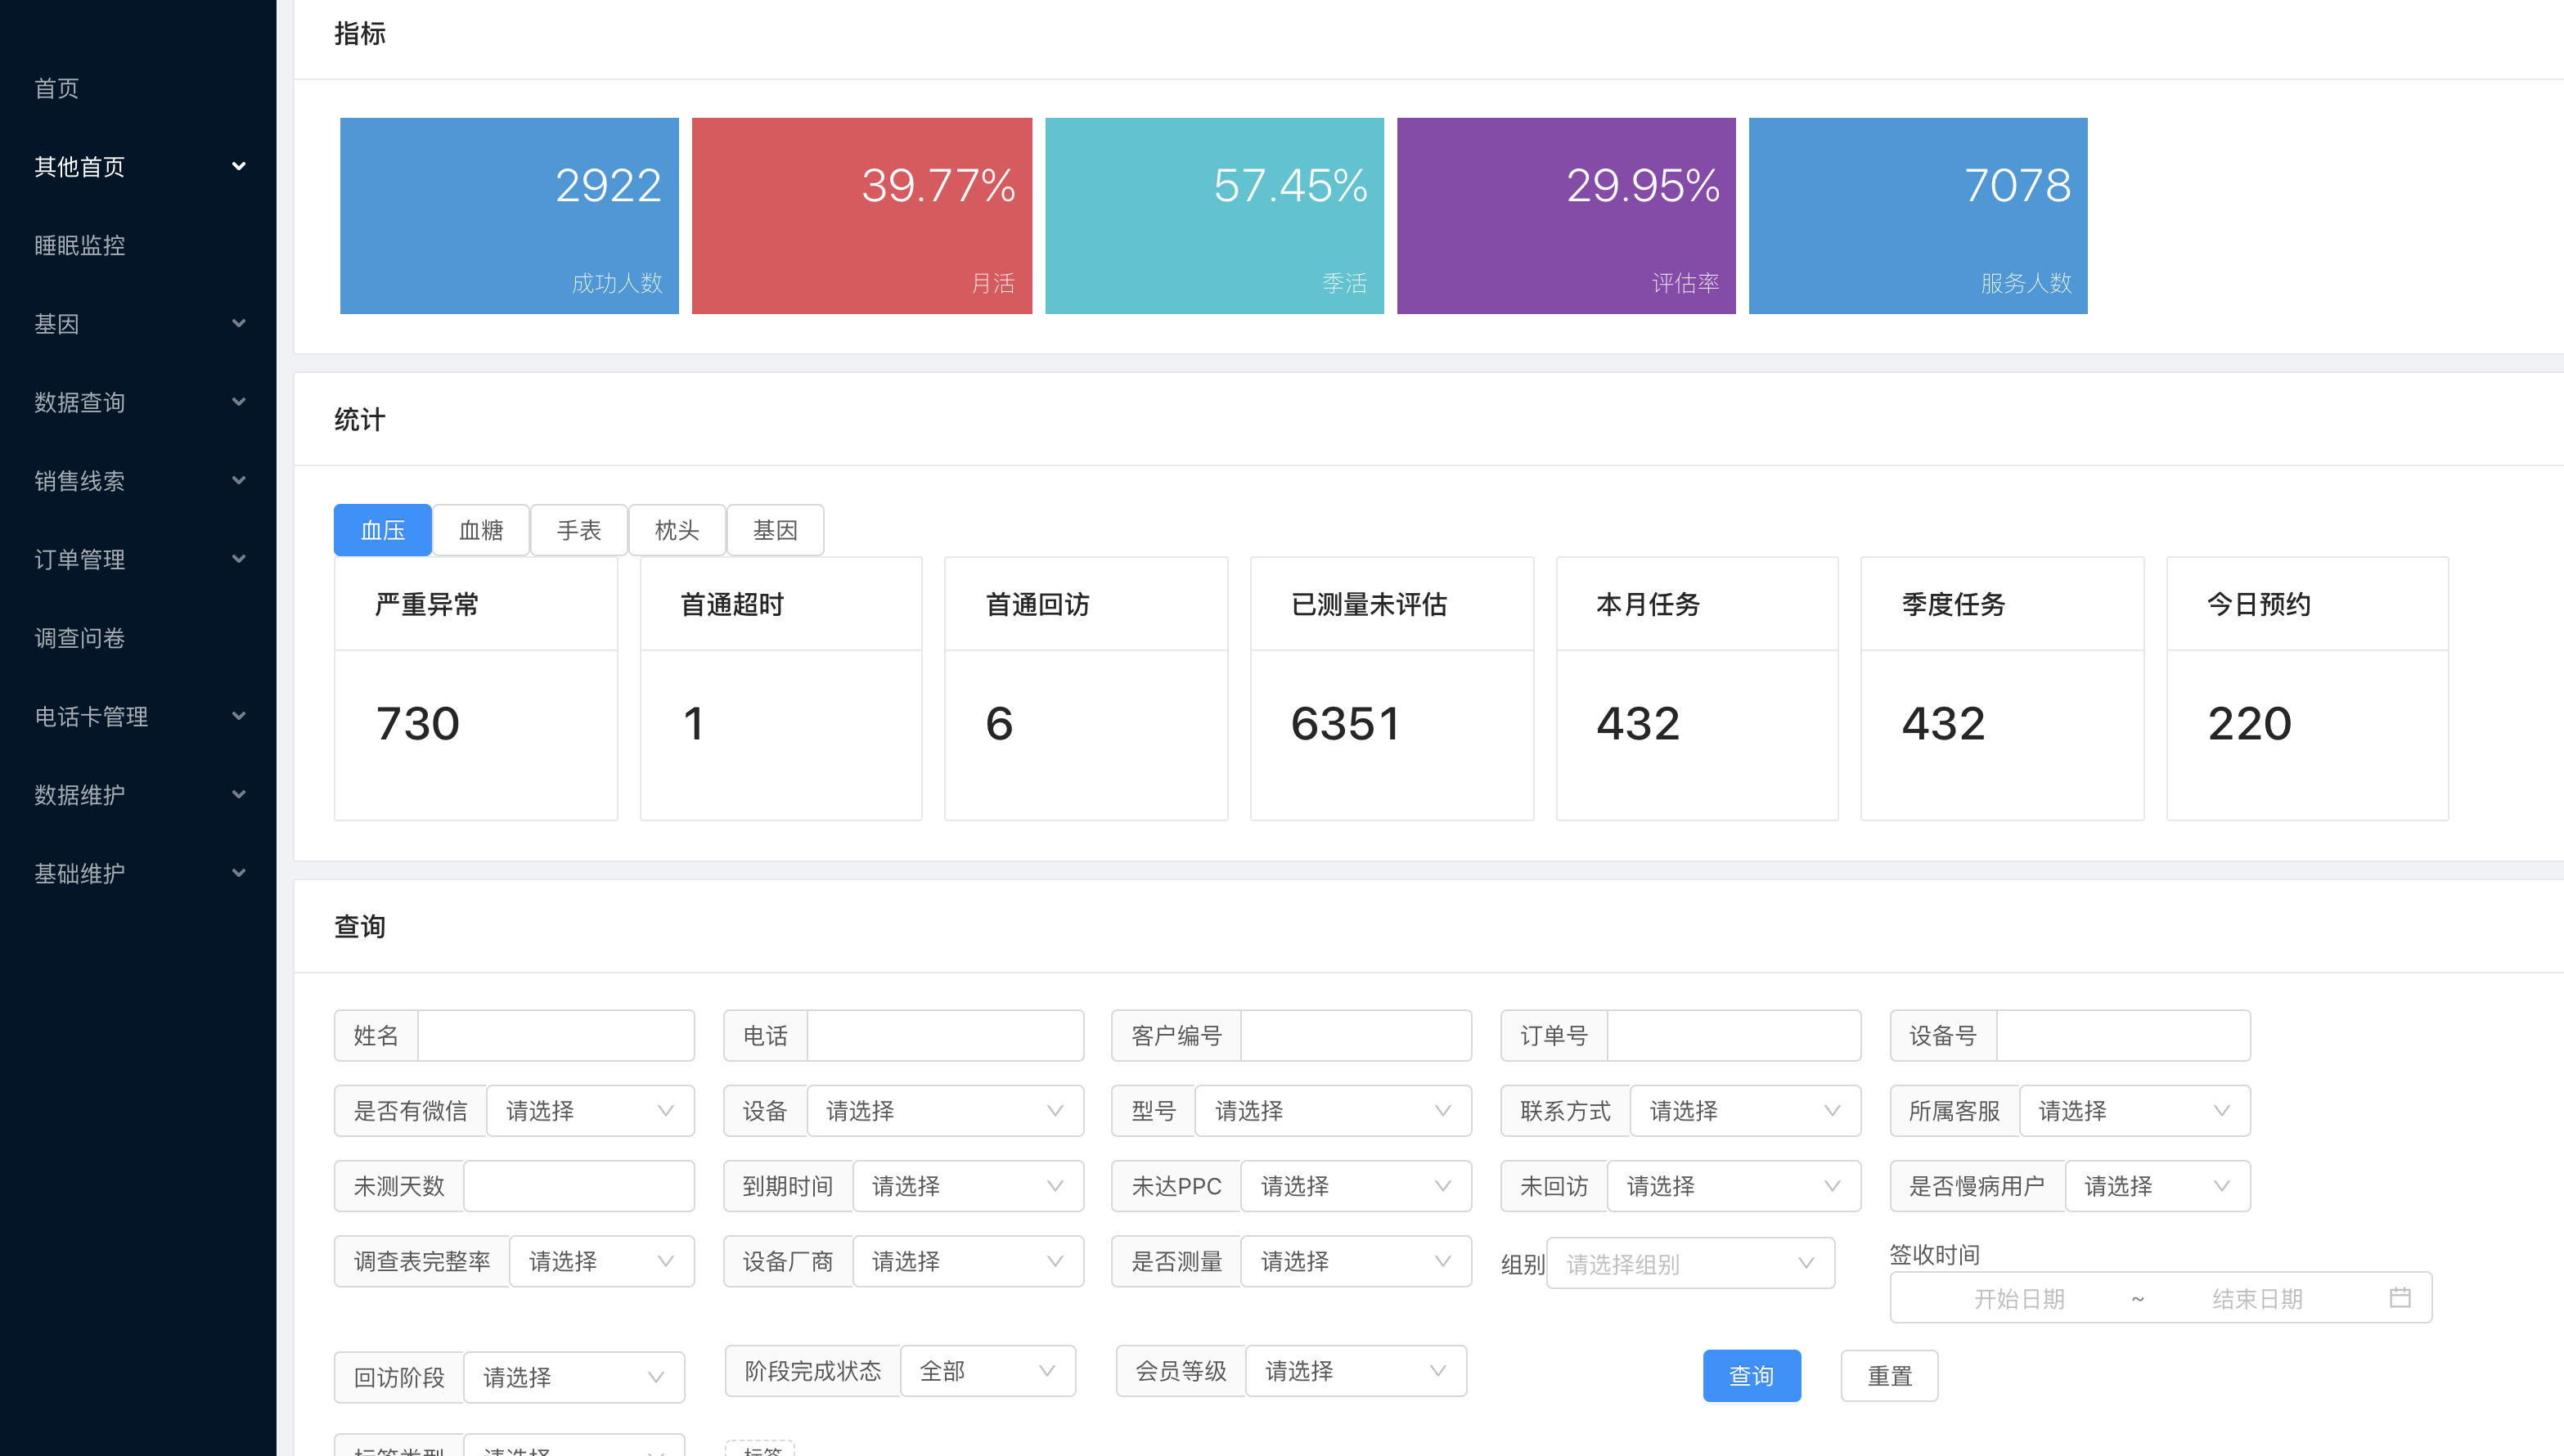 首页
其他首页
睡眠监控
基因
数据查询
销售线索
订单管理
调查问卷
电话卡管理
数据维护
基础维护
指标
2922 39.77% 57.45% 29.95% 7078
成功人数 月活 季活 评估率 服务人数
统计
血压 血糖 手表 枕头 基因
严重异常 首通超时 首通回访 已测量未评估 本月任务 季度任务 今日预约
730 1 6 6351 432 432 220
查询
姓名 电话 客户编号 订单号 设备号
是否有微信 请选择 设备 请选择 型号 请选择 联系方式 请选择 所属客服 请选择
未测天数 到期时间 请选择 未达PPC 请选择 未回访 请选择 是否慢病用户 请选择
调查表完整率 请选择 设备厂商 请选择 是否测量 请选择 组别 请选择组别 签收时间
开始日期 ~ 结束日期
回访阶段 请选择 阶段完成状态 全部 会员等级 请选择 查询 重置
标签类型 请选择 标签